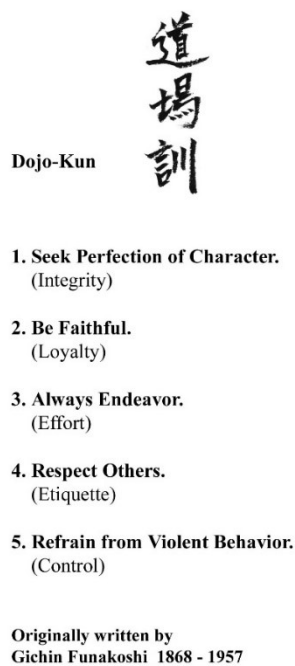 道場訓
Dojo-Kun
1. Seek Perfection of Character.
(Integrity)
2. Be Faithful.
(Loyalty)
3. Always Endeavor.
(Effort)
4. Respect Others.
(Etiquette)
5. Refrain from Violent Behavior.
(Control)
Originally written by
Gichin Funakoshi 1868 - 1957